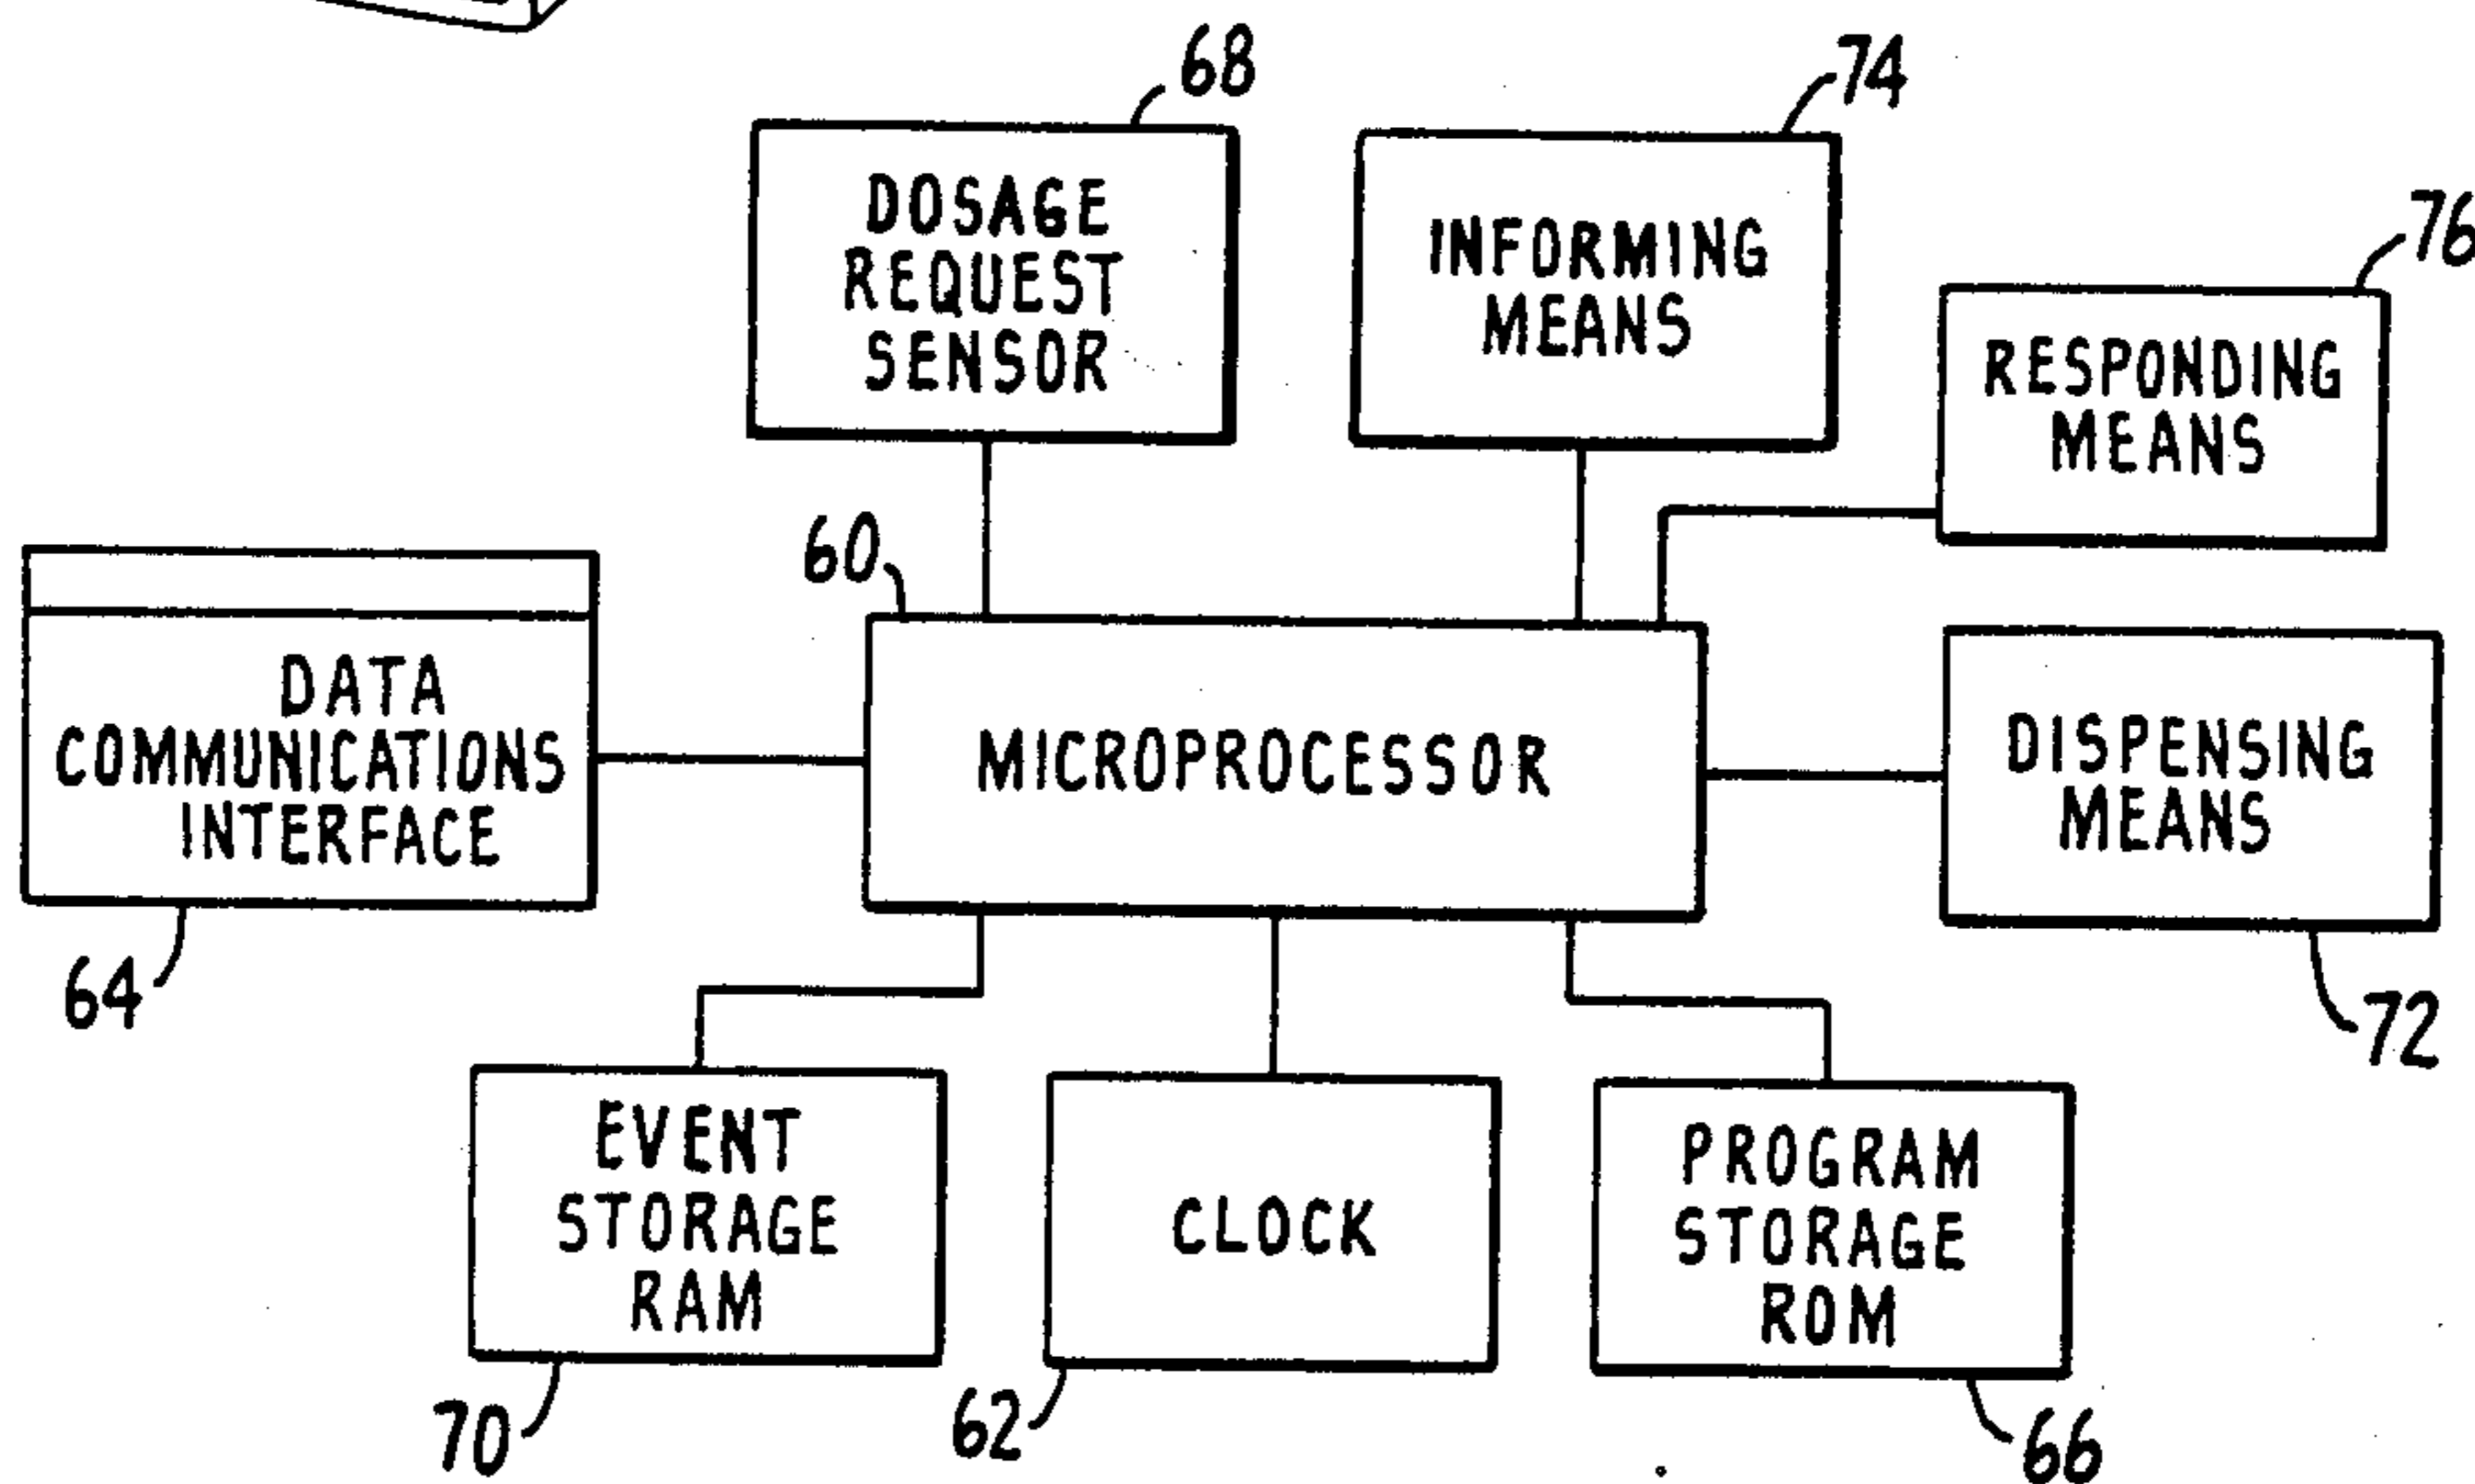 68
DOSAGE
REQUEST
SENSOR
74
INFORMING
MEANS
76
RESPONDING
MEANS
60
MICROPROCESSOR
DATA
COMMUNICATIONS
INTERFACE
64
DISPENSING
MEANS
72
EVENT
STORAGE
RAM
70
CLOCK
62
PROGRAM
STORAGE
ROM
66